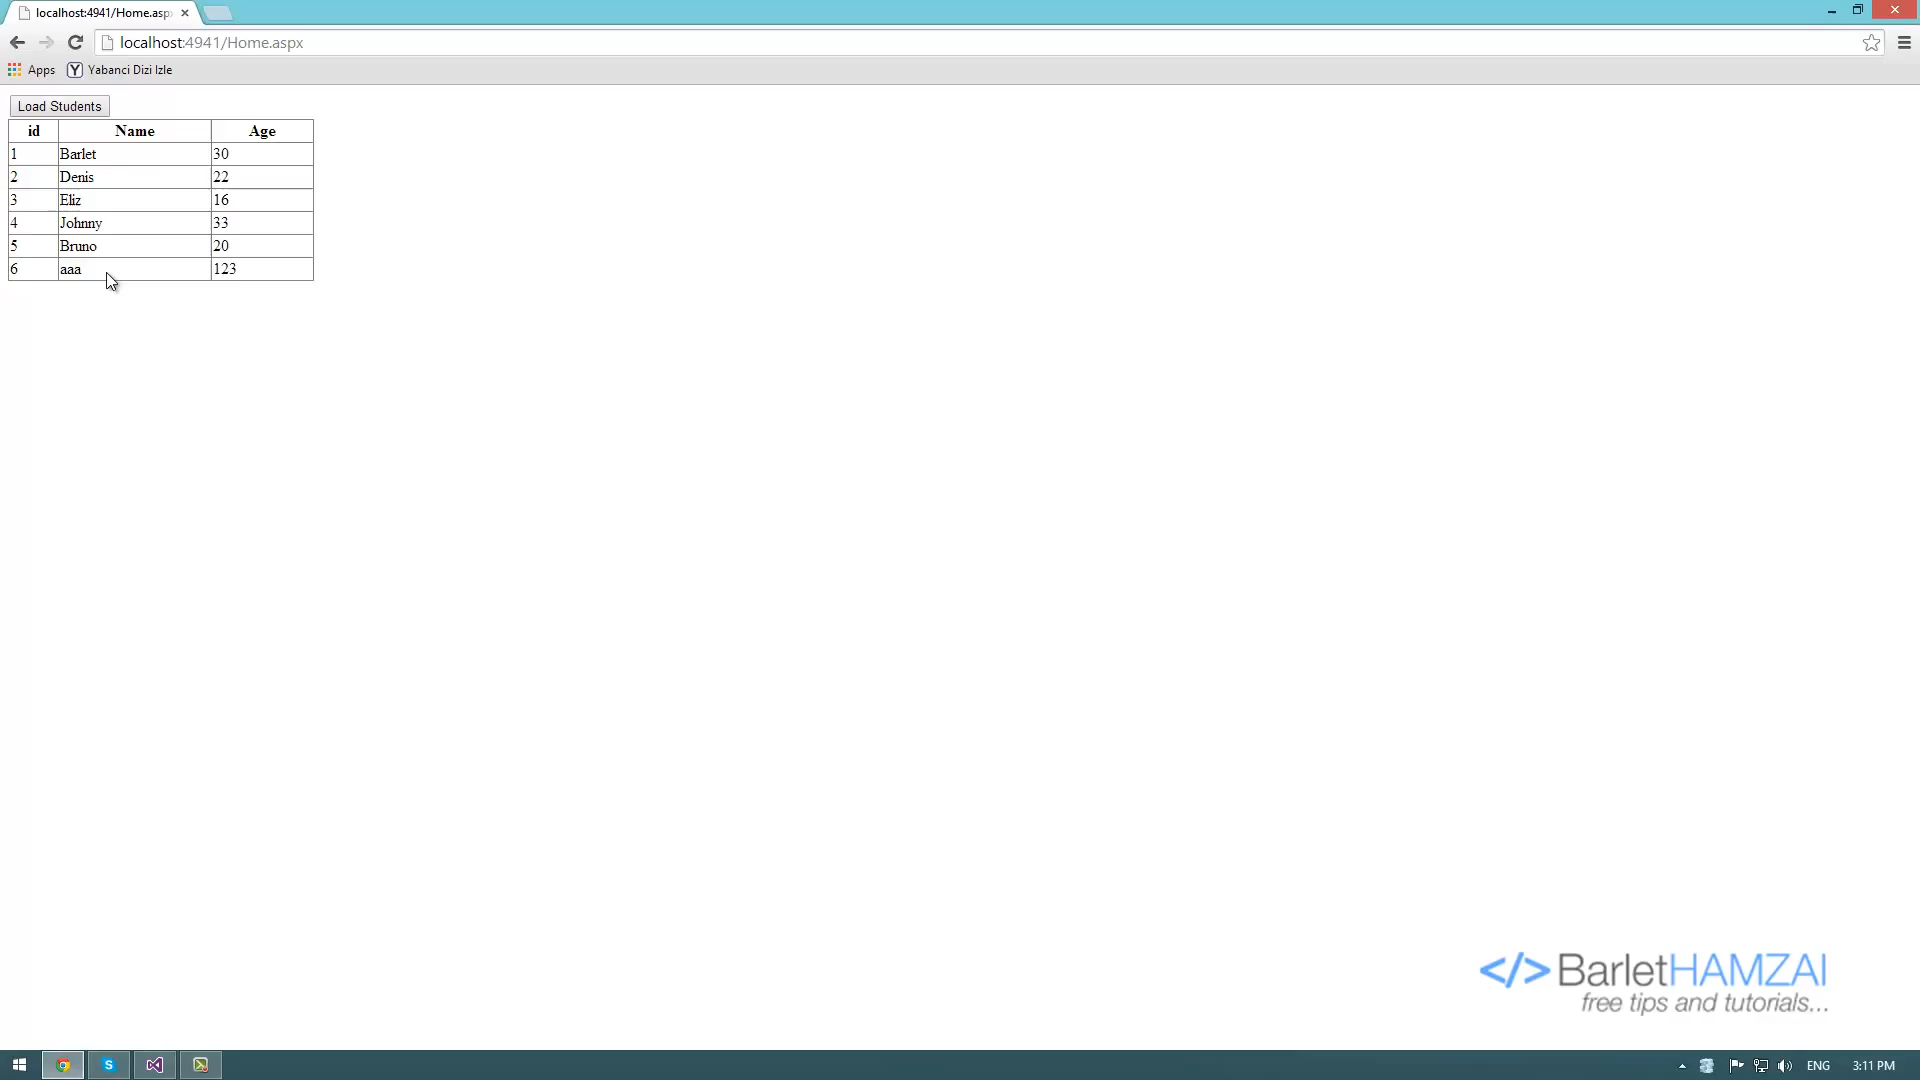 localhost:4941/Home.asp
localhost:4941/Home.aspx
Apps Y Yabanci Dizi Izle
Load Students
id Name Age
1 Barlet 30
2 Denis 22
3 Eliz 16
4 Johnny 33
5 Bruno 20
6 aaa 123
</> BarletHAMZAI
free tips and tutorials...
ENG 3:11 PM